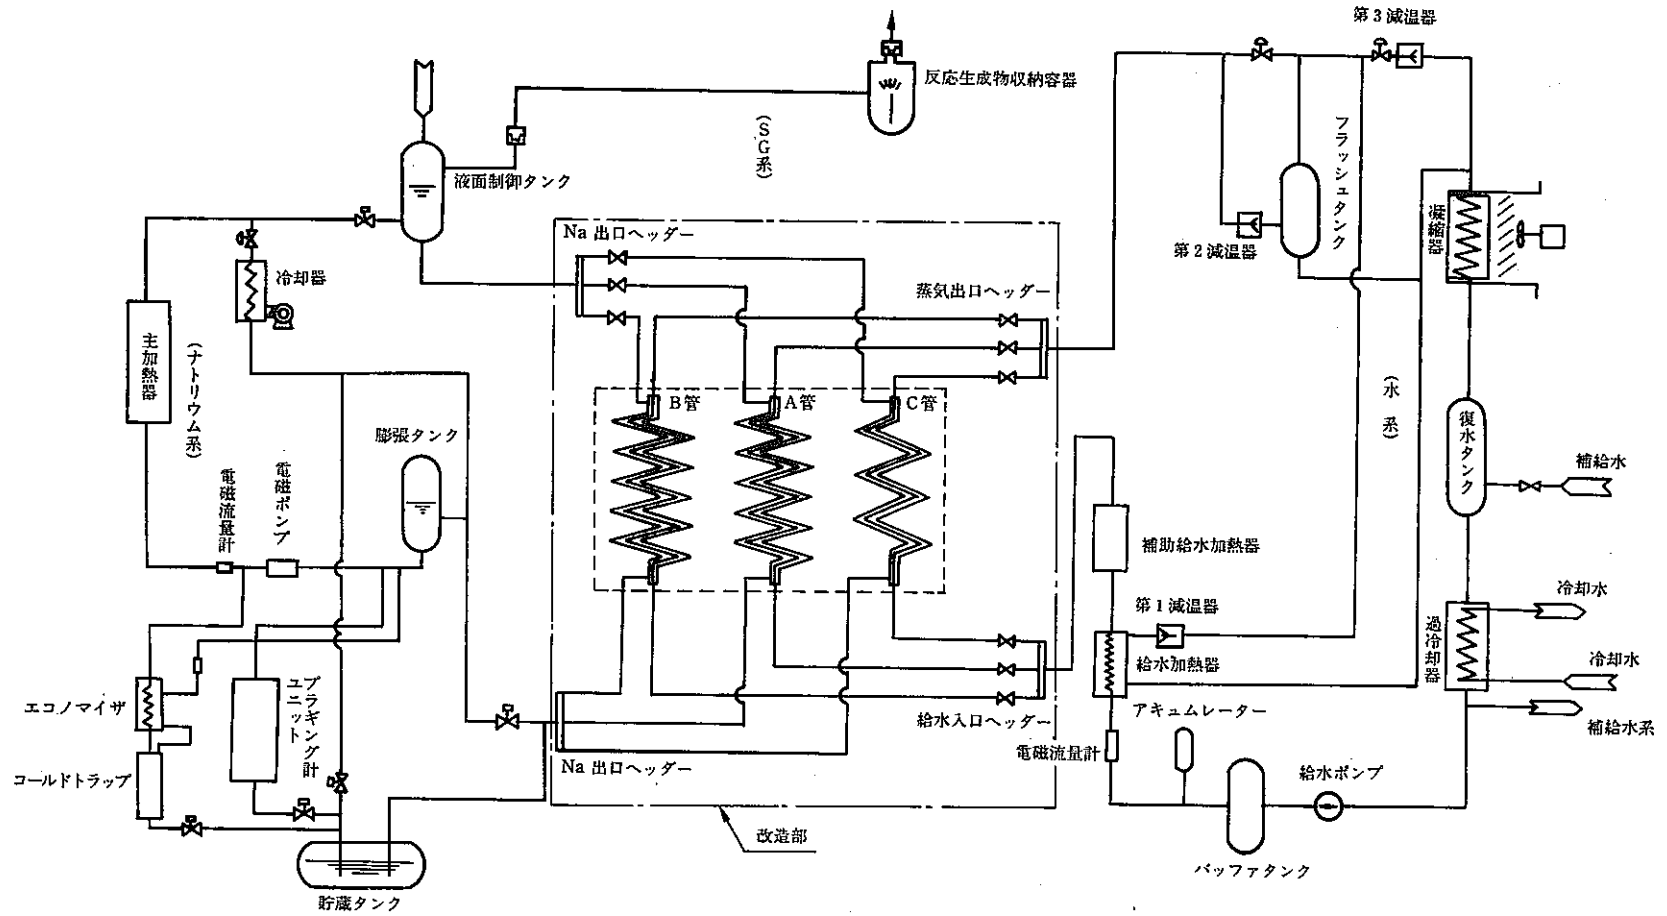 第3減温器
反応生成物収納容器
(SG系)
フラッシュタンク
液面制御タンク
Na 出口ヘッダー
第2減温器
凝縮器
冷却器
蒸気出口ヘッダー
主加熱器
(ナトリウム系)
(水 系)
B管
A管
C管
膨張タンク
復水タンク
補給水
電磁流量計
電磁ポンプ
補助給水加熱器
冷却水
第1減温器
過冷却器
給水加熱器
冷却水
エコノマイザ
プラギング計
ユニット
給水入口ヘッダー
アキュムレーター
補給水系
電磁流量計
Na 出口ヘッダー
コールドトラップ
給水ポンプ
改造部
バッファタンク
貯蔵タンク